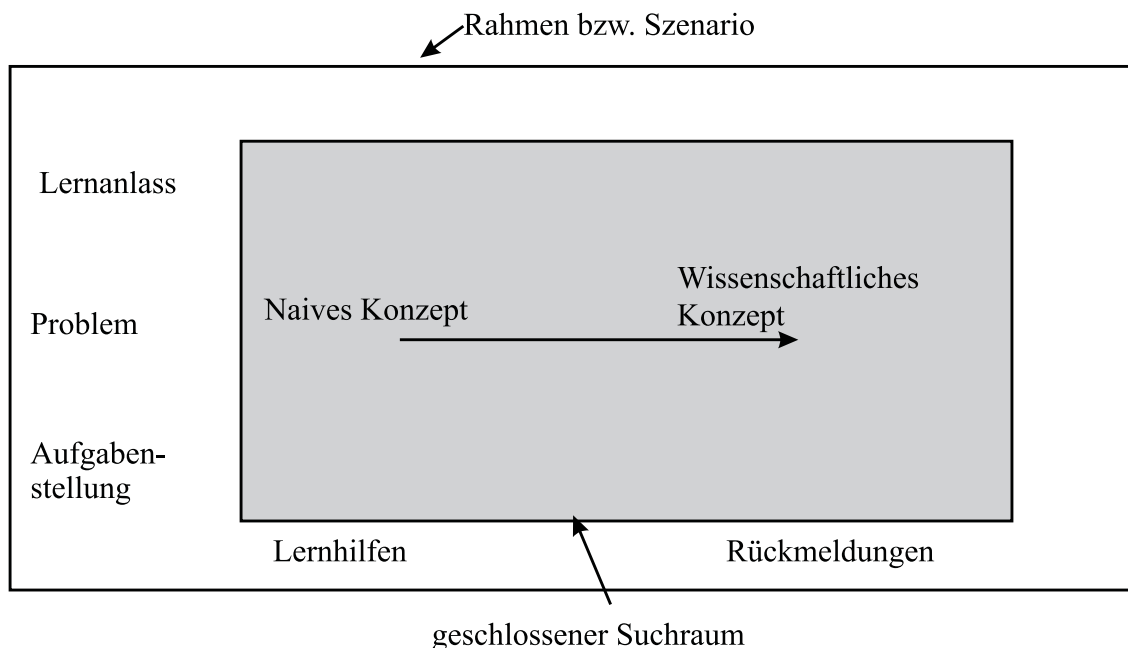 Rahmen bzw. Szenario
Lernanlass
Wissenschaftliches
Konzept
Naives Konzept
Problem
Aufgaben-
stellung
Lernhilfen
Rückmeldungen
geschlossener Suchraum